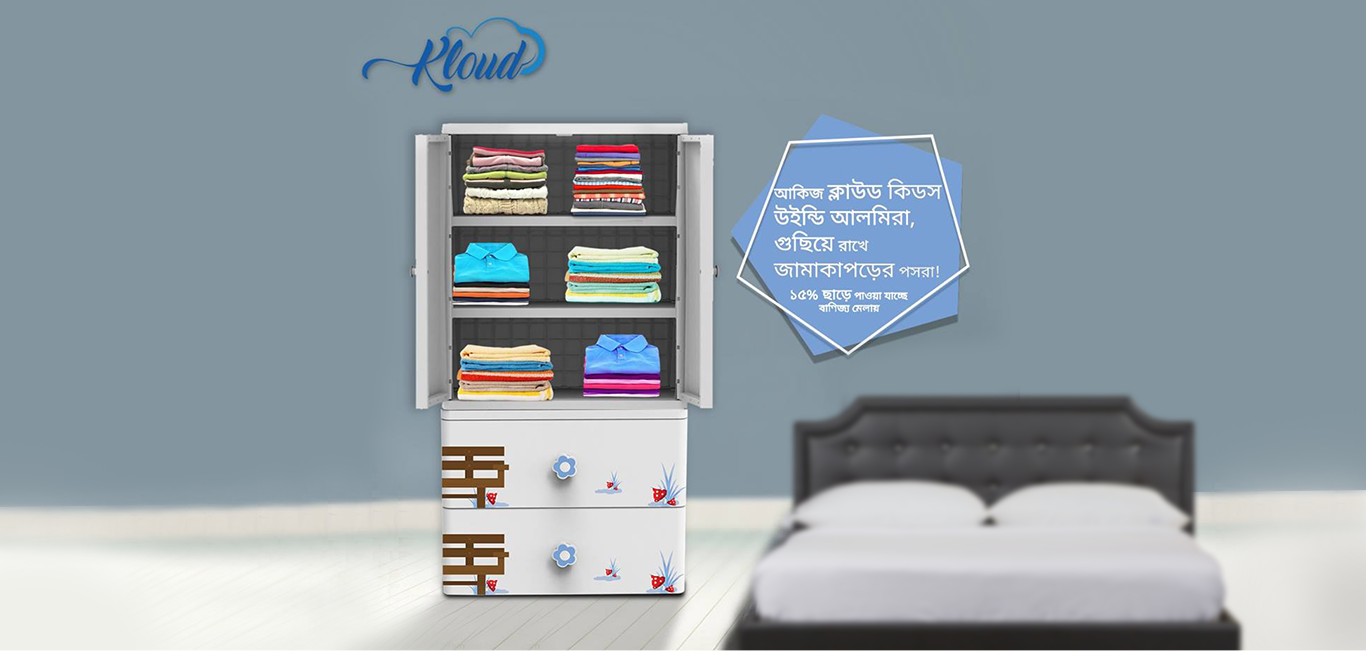 Kloud
আকিজ ক্লাউড কিডস
উইন্ডি আলমিরা,
গুছিয়ে রাখে
জামাকাপড়ের পসরা!
১৫% ছাড়ে পাওয়া যাচ্ছে
বাণিজ্য মেলায়